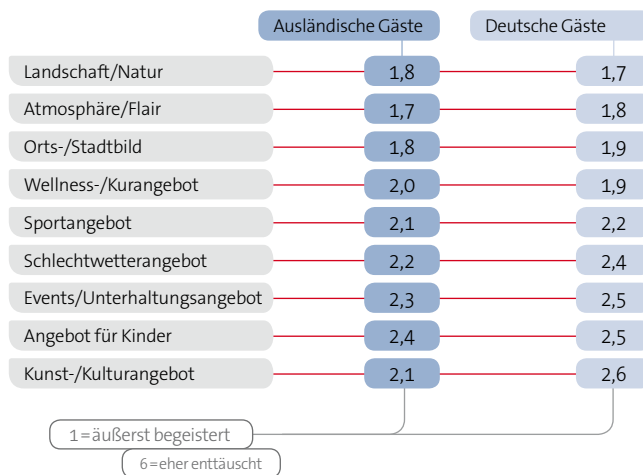 Ausländische Gäste Deutsche Gäste
Landschaft/Natur 1,8 1,7
Atmosphäre/Flair 1,7 1,8
Orts-/Stadtbild 1,8 1,9
Wellness-/Kurangebot 2,0 1,9
Sportangebot 2,1 2,2
Schlechtwetterangebot 2,2 2,4
Events/Unterhaltungsangebot 2,3 2,5
Angebot für Kinder 2,4 2,5
Kunst-/Kulturangebot 2,1 2,6
1=äußerst begeistert
6=eher enttäuscht